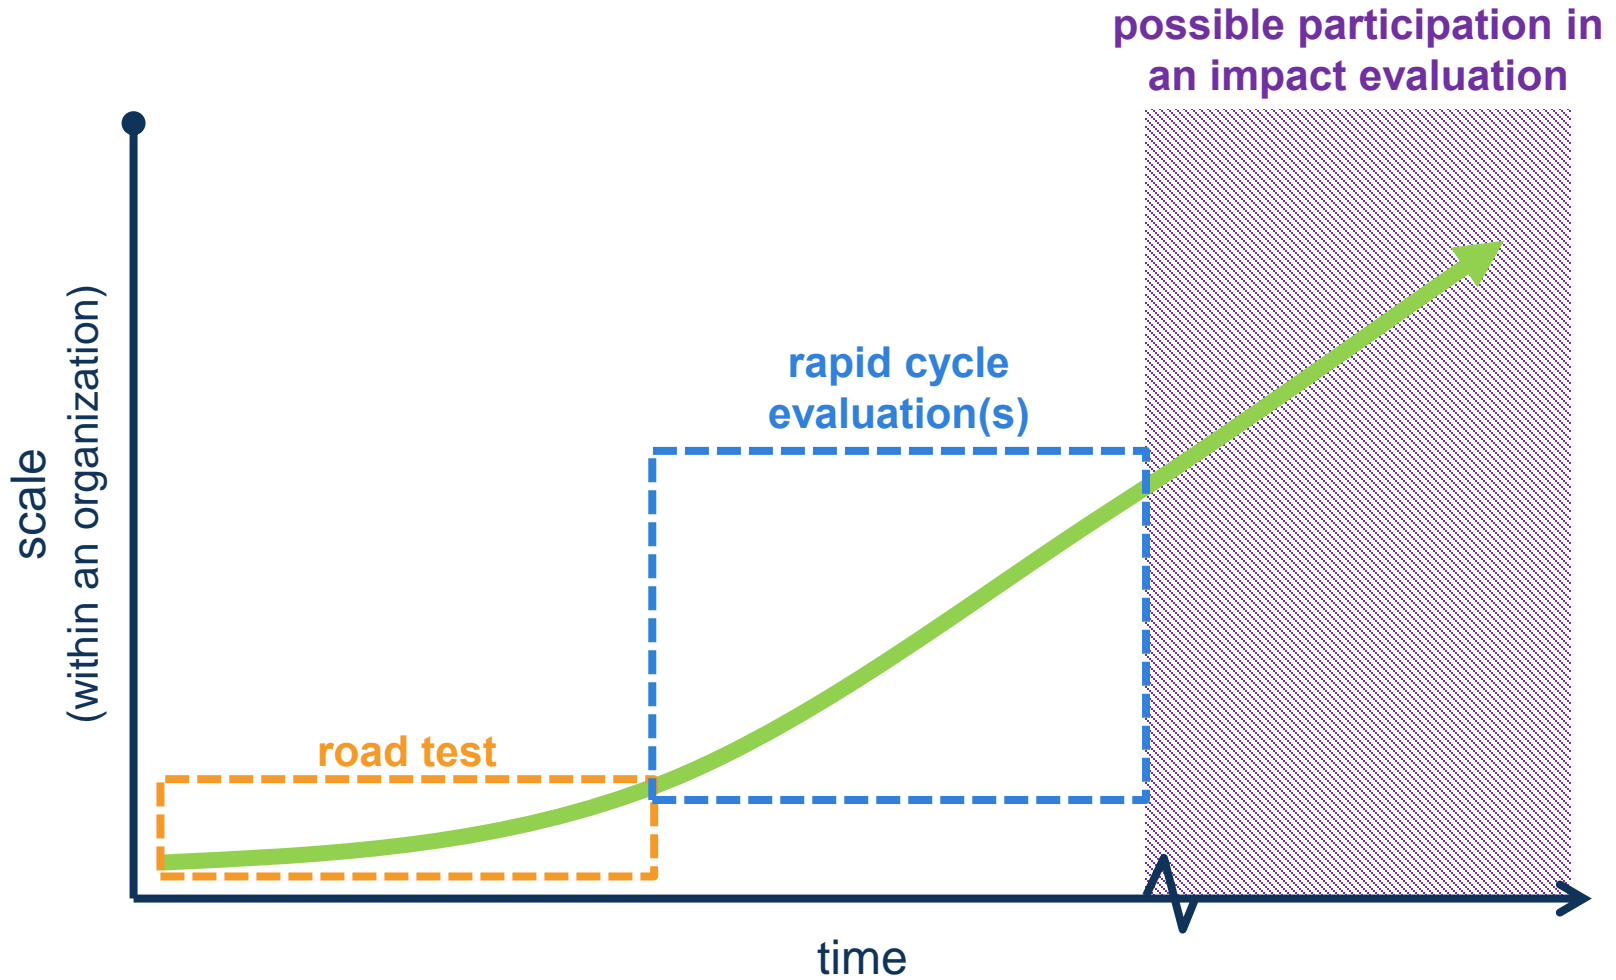 possible participation in
an impact evaluation
rapid cycle
evaluation(s)
scale
(within an organization)
road test
time